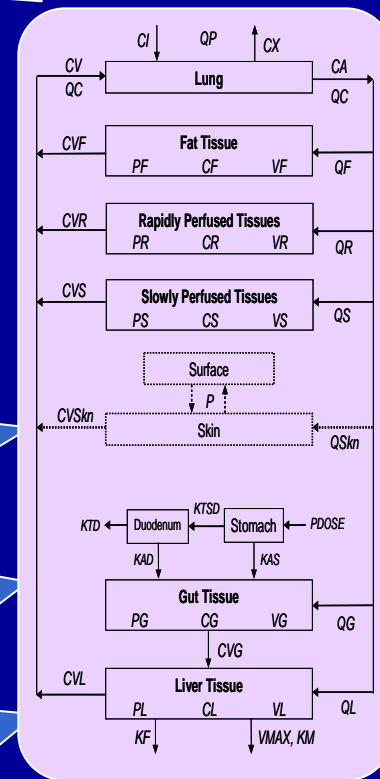 CI QP CX
CV CA
Lung
QC QC
Fat Tissue
CVF
PF CF VF QF
Rapidly Perfused Tissues
CVR
PR CR VR QR
Slowly Perfused Tissues
CVS QS
PS CS VS
Surface
P
CVSkn Skin QSkn
KTSD
KTD Duodenum Stomach PDOSE
KAD KAS
Gut Tissue
PG CG VG QG
CVG
CVL Liver Tissue
PL CL VL QL
KF VMAX, KM